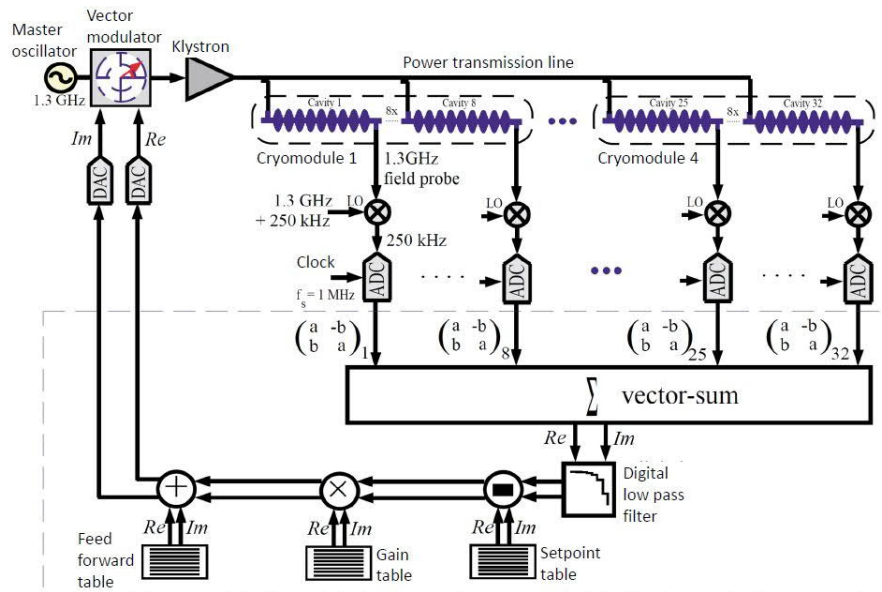 Master
oscillator
1.3 GHz
Vector
modulator
Klystron
Power transmission line
Cavity 1
8x
Cavity 8
Cavity 25
8x
Cavity 32
Cryomodule 1
Cryomodule 4
Im
Re
DAC
DAC
1.3GHz
field probe
1.3 GHz
+ 250 kHz
LO
LO
LO
LO
250 kHz
Clock
f s = 1 MHz
ADC
ADC
ADC
ADC
( a -b
b a ) 1
( a -b
b a ) 8
( a -b
b a ) 25
( a -b
b a ) 32
∑ vector-sum
Re Im
Digital
low pass
filter
+
×
Re Im
Re Im
Re Im
Feed
forward
table
Gain
table
Setpoint
table